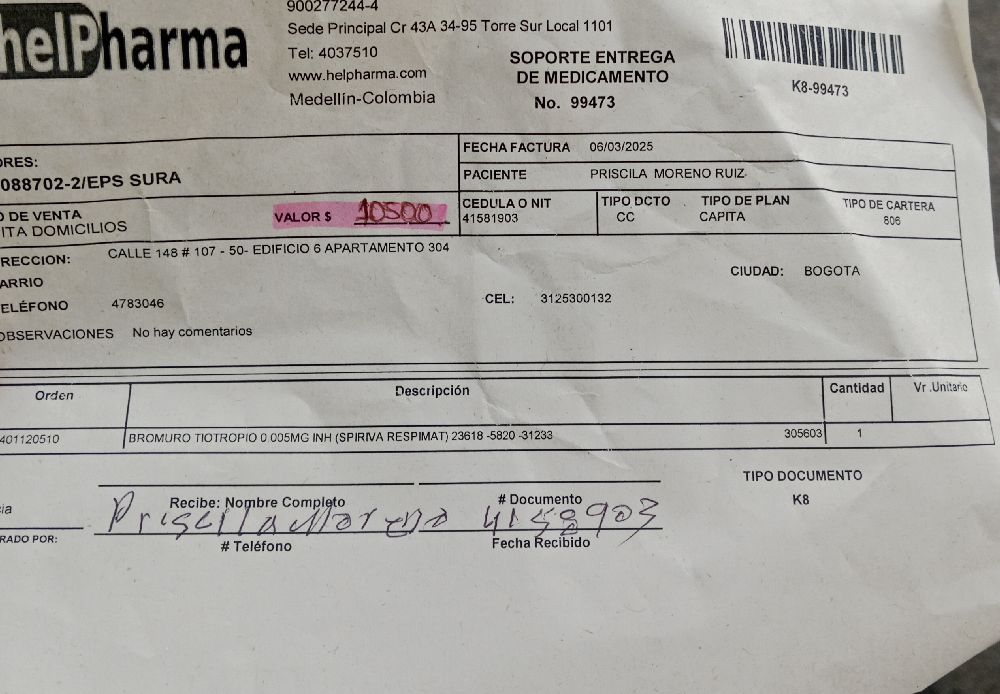 helPharma
900277244-4
Sede Principal Cr 43A 34-95 Torre Sur Local 1101
Tel: 4037510
www.helpharma.com
Medellín-Colombia
SOPORTE ENTREGA
DE MEDICAMENTO
No. 99473
K8-99473
ORES:
088702-2/EPS SURA
FECHA FACTURA 06/03/2025
PACIENTE PRISCILA MORENO RUIZ
O DE VENTA
ITA DOMICILIOS
VALOR $ 10500
CEDULA O NIT
41581903
TIPO DCTO
CC
TIPO DE PLAN
CAPITA
TIPO DE CARTERA
806
RECCION: CALLE 148 # 107 - 50- EDIFICIO 6 APARTAMENTO 304
ARRIO
CIUDAD: BOGOTA
ELÉFONO 4783046
CEL: 3125300132
OBSERVACIONES No hay comentarios
Orden Descripción Cantidad Vr .Unitario
401120510 BROMURO TIOTROPIO 0.005MG INH (SPIRIVA RESPIMAT) 23618 -5820 -31233 305603 1
TIPO DOCUMENTO
K8
cia
Recibe: Nombre Completo # Documento
Priscila Moreno
RADO POR:
# Teléfono Fecha Recibido